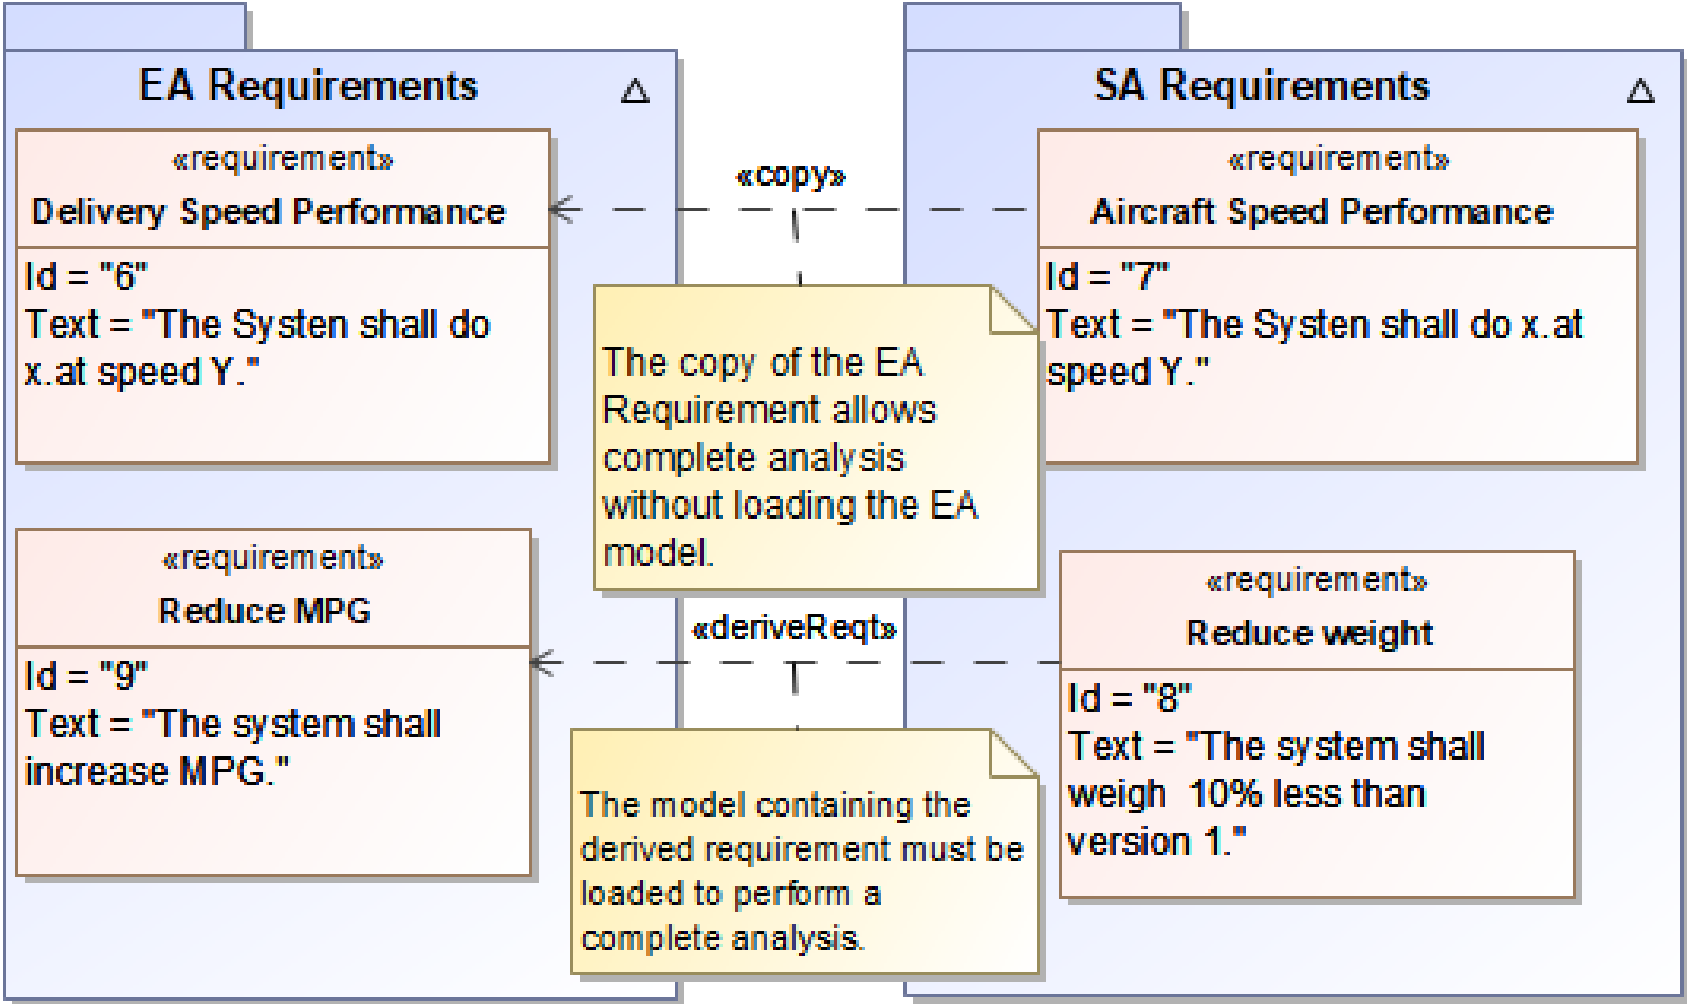 EA Requirements
«requirement»
Delivery Speed Performance
Id = "6"
Text = "The Systen shall do
x.at speed Y."
«requirement»
Reduce MPG
Id = "9"
Text = "The system shall
increase MPG."
«copy»
The copy of the EA
Requirement allows
complete analysis
without loading the EA
model.
«deriveReqt»
The model containing the
derived requirement must be
loaded to perform a
complete analysis.
SA Requirements
«requirement»
Aircraft Speed Performance
Id = "7"
Text = "The Systen shall do x.at
speed Y."
«requirement»
Reduce weight
Id = "8"
Text = "The system shall
weigh  10% less than
version 1."